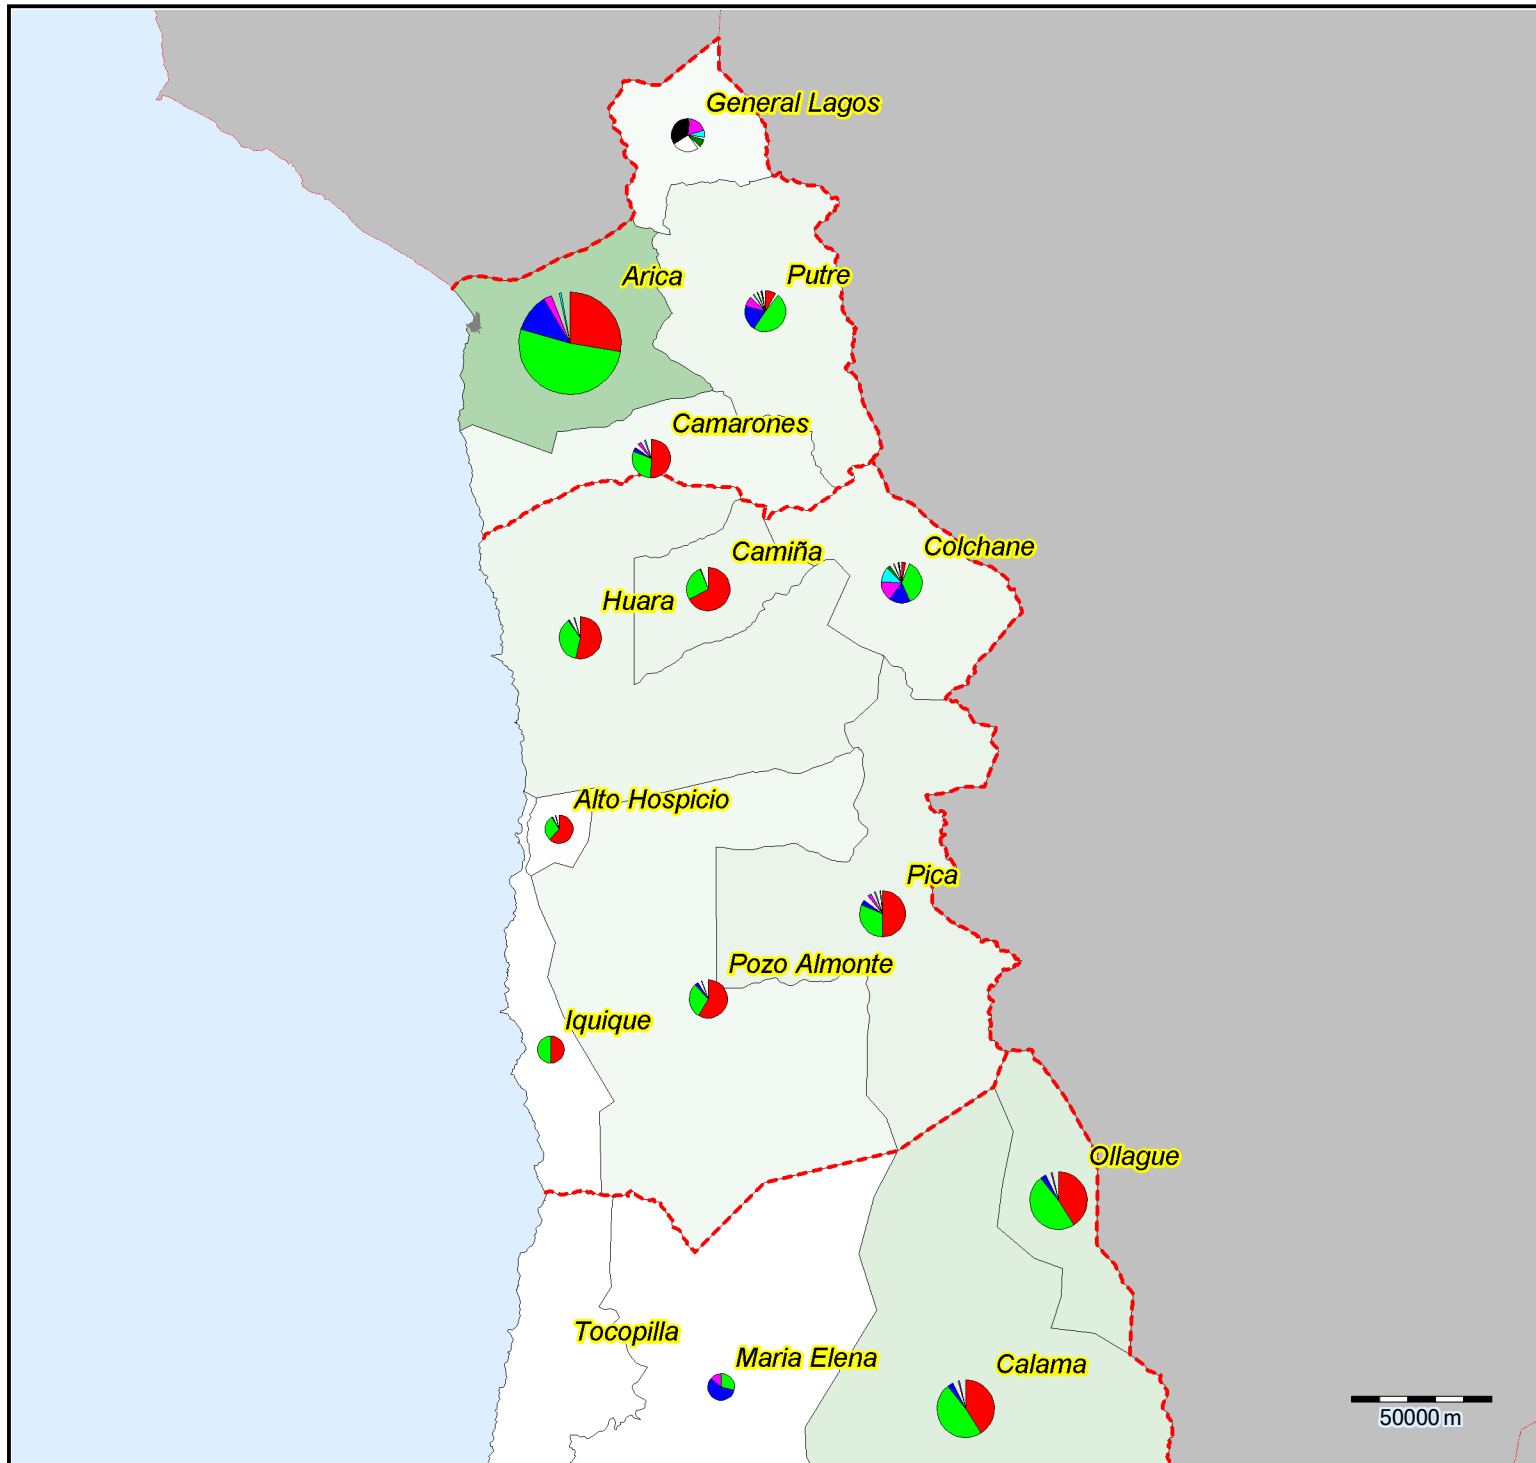 General Lagos
Arica
Putre
Camarones
Colchane
Camiña
Huara
Alto Hospicio
Pica
Pozo Almonte
Iquique
Ollague
Tocopilla
Maria Elena
Calama
50000 m